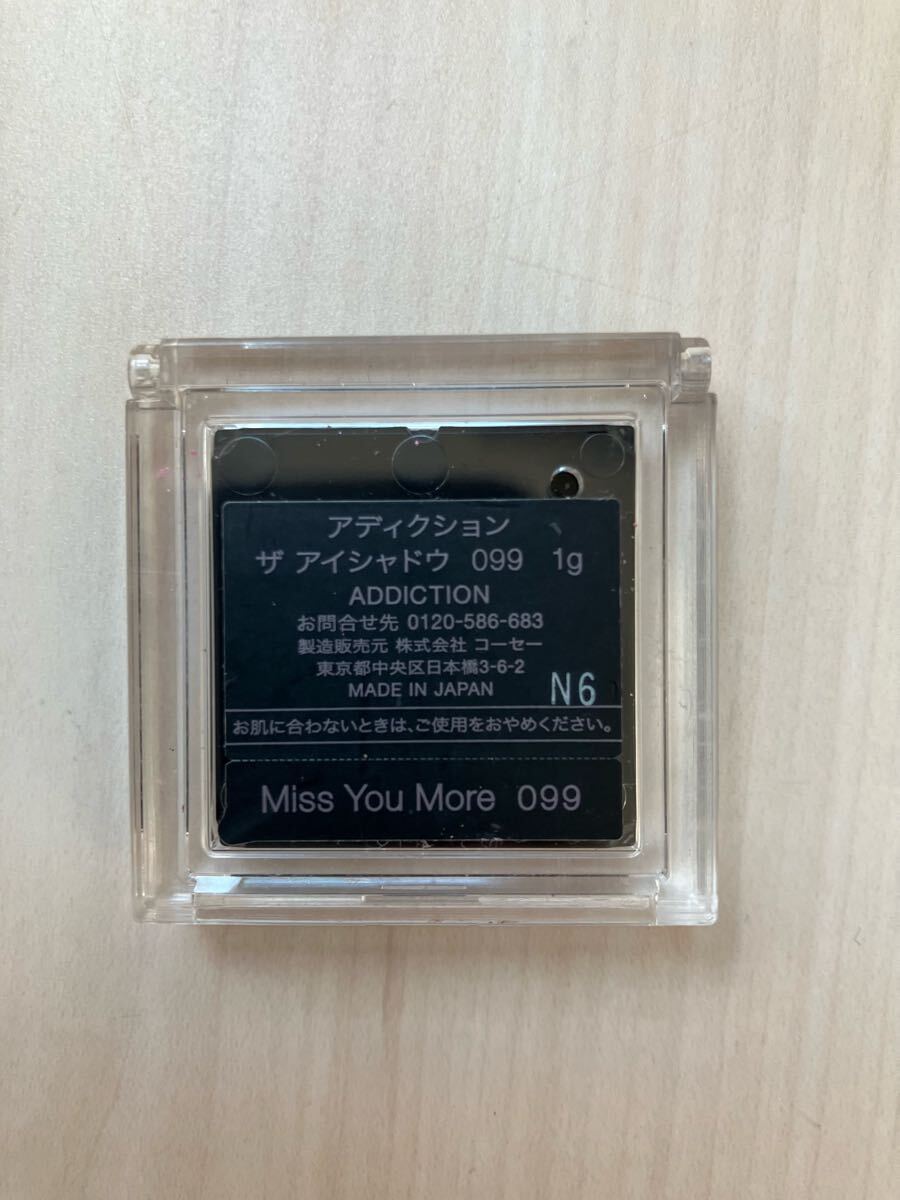 アディクション
ザ アイシャドウ 099 1g
ADDICTION
お問合せ先 0120-586-683
製造販売元 株式会社 コーセー
東京都中央区日本橋3-6-2
MADE IN JAPAN N6
お肌に合わないときは、ご使用をおやめください。
Miss You More 099